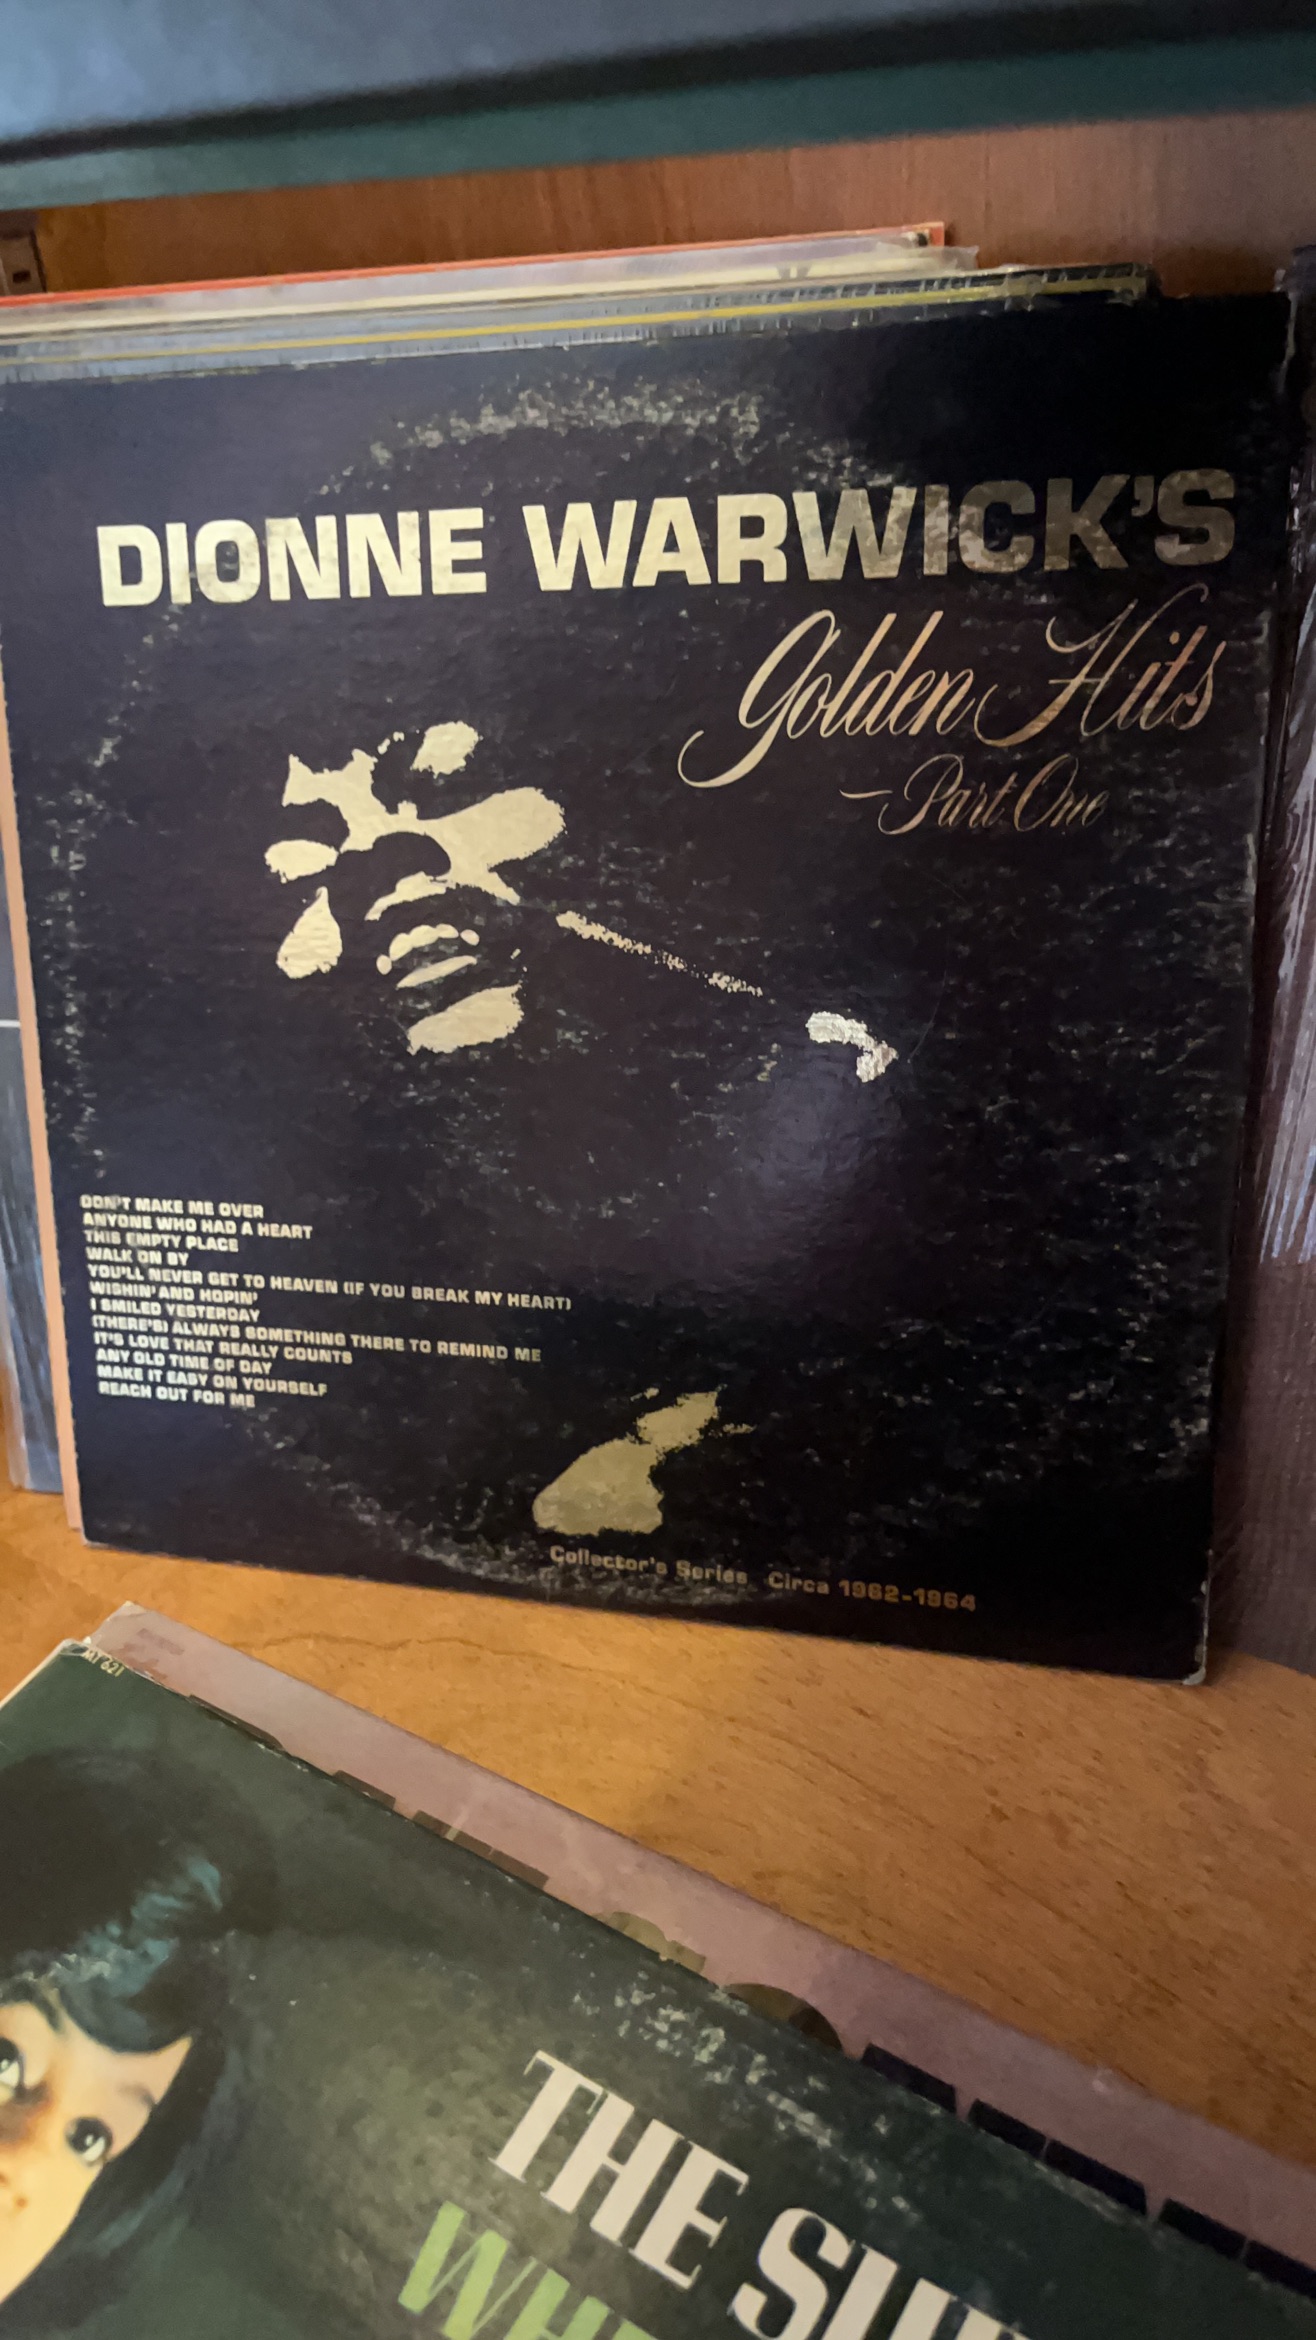 DIONNE WARWICK'S
Golden Hits
—Part One
DON'T MAKE ME OVER
ANYONE WHO HAD A HEART
THIS EMPTY PLACE
WALK ON BY
YOU'LL NEVER GET TO HEAVEN (IF YOU BREAK MY HEART)
WISHIN' AND HOPIN'
I SMILED YESTERDAY
(THERE'S) ALWAYS SOMETHING THERE TO REMIND ME
IT'S LOVE THAT REALLY COUNTS
ANY OLD TIME OF DAY
MAKE IT EASY ON YOURSELF
REACH OUT FOR ME
Collector's Series Circa 1962-1964
MT 621
THE SU
WH